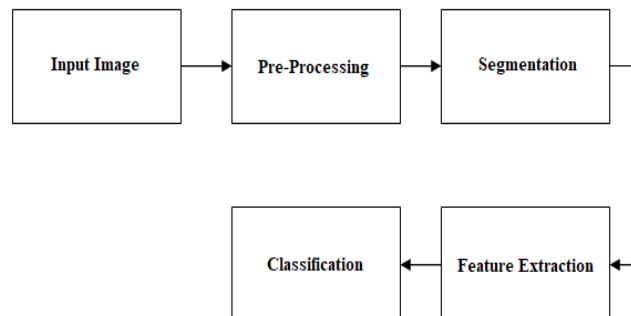 Input Image
Pre-Processing
Segmentation
Feature Extraction
Classification